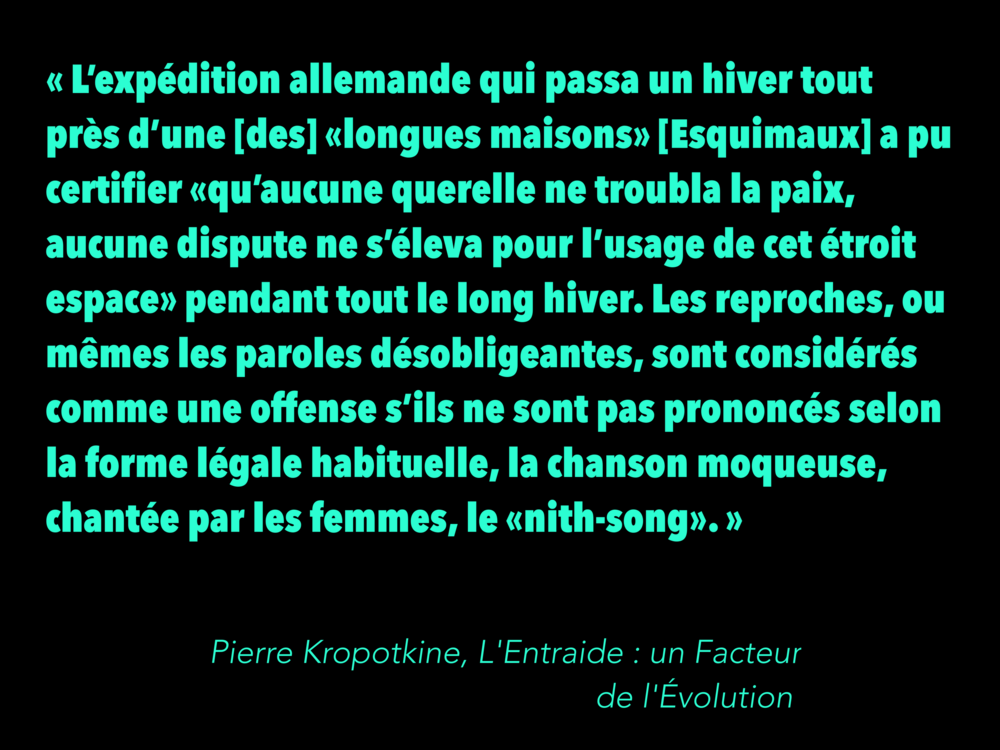 « L’expédition allemande qui passa un hiver tout
près d’une [des] «longues maisons» [Esquimaux] a pu
certifier «qu’aucune querelle ne troubla la paix,
aucune dispute ne s’éleva pour l’usage de cet étroit
espace» pendant tout le long hiver. Les reproches, ou
mêmes les paroles désobligeantes, sont considérés
comme une offense s’ils ne sont pas prononcés selon
la forme légale habituelle, la chanson moqueuse,
chantée par les femmes, le «nith-song». »
Pierre Kropotkine, L'Entraide : un Facteur
de l'Évolution